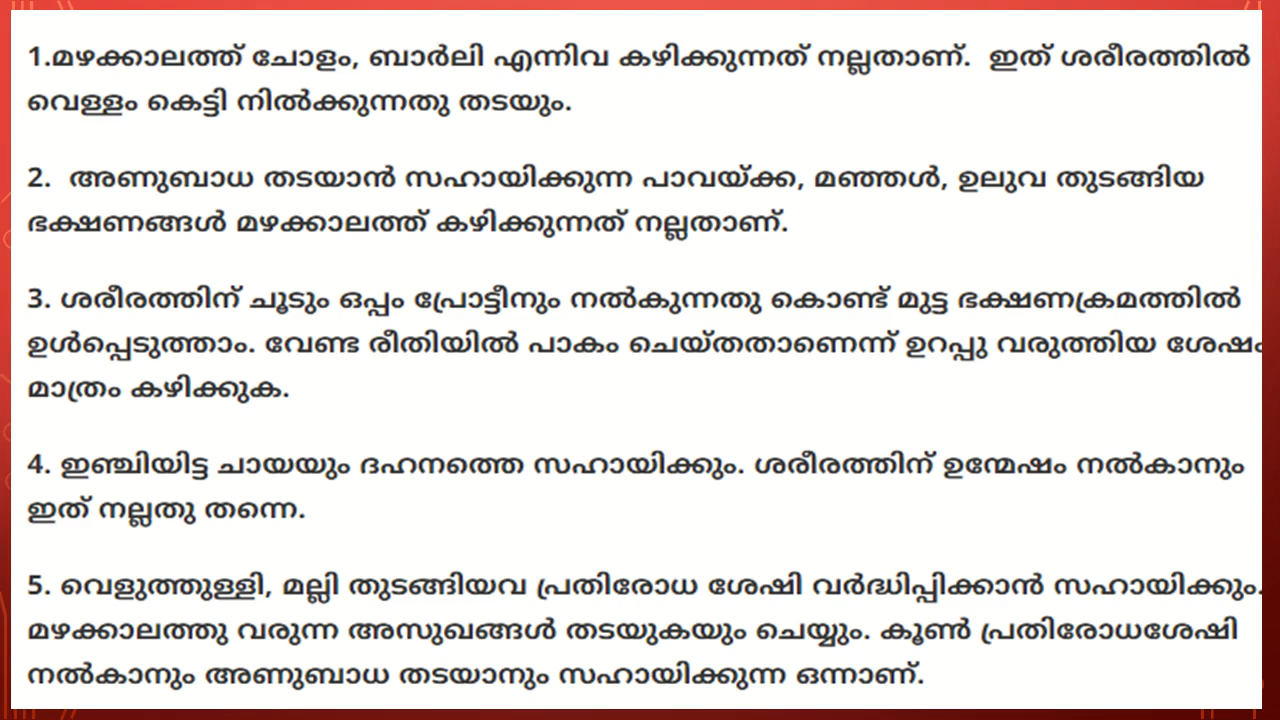 1.മഴക്കാലത്ത് ചോളം, ബാർലി എന്നിവ കഴിക്കുന്നത് നല്ലതാണ്.  ഇത് ശരീരത്തിൽ
വെള്ളം കെട്ടി നിൽക്കുന്നതു തടയും.
2.  അണുബാധ തടയാൻ സഹായിക്കുന്ന പാവയ്ക്ക, മഞ്ഞൾ, ഉലുവ തുടങ്ങിയ
ഭക്ഷണങ്ങൾ മഴക്കാലത്ത് കഴിക്കുന്നത് നല്ലതാണ്.
3. ശരീരത്തിന് ചൂടും ഒപ്പം പ്രോട്ടീനും നൽകുന്നതു കൊണ്ട് മുട്ട ഭക്ഷണക്രമത്തിൽ
ഉൾപ്പെടുത്താം. വേണ്ട രീതിയിൽ പാകം ചെയ്തതാണെന്ന് ഉറപ്പു വരുത്തിയ ശേഷം
മാത്രം കഴിക്കുക.
4. ഇഞ്ചിയിട്ട ചായയും ദഹനത്തെ സഹായിക്കും. ശരീരത്തിന് ഉന്മേഷം നൽകാനും
ഇത് നല്ലതു തന്നെ.
5. വെളുത്തുള്ളി, മല്ലി തുടങ്ങിയവ പ്രതിരോധ ശേഷി വർദ്ധിപ്പിക്കാൻ സഹായിക്കും.
മഴക്കാലത്തു വരുന്ന അസുഖങ്ങൾ തടയുകയും ചെയ്യും. കൂൺ പ്രതിരോധശേഷി
നൽകാനും അണുബാധ തടയാനും സഹായിക്കുന്ന ഒന്നാണ്.